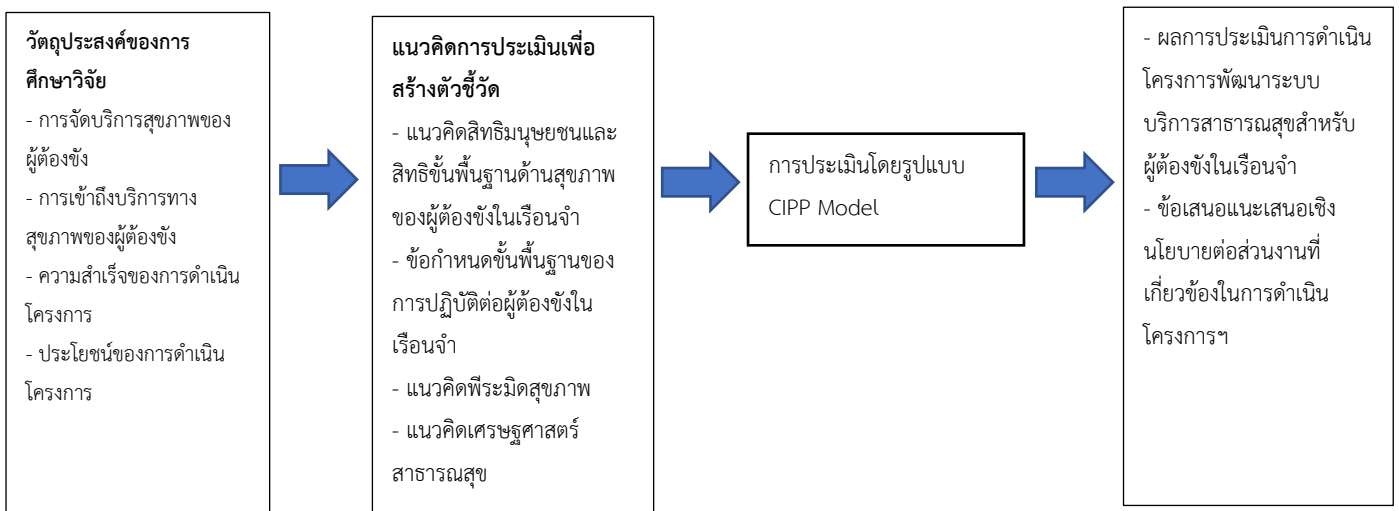 วัตถุประสงค์ของการ
ศึกษาวิจัย
- การจัดบริการสุขภาพของ
ผู้ต้องขัง
- การเข้าถึงบริการทาง
สุขภาพของผู้ต้องขัง
- ความสำเร็จของการดำเนิน
โครงการ
- ประโยชน์ของการดำเนิน
โครงการ
แนวคิดการประเมินเพื่อ
สร้างตัวชี้วัด
- แนวคิดสิทธิมนุษยชนและ
สิทธิขั้นพื้นฐานด้านสุขภาพ
ของผู้ต้องขังในเรือนจำ
- ข้อกำหนดขั้นพื้นฐานของ
การปฏิบัติต่อผู้ต้องขังใน
เรือนจำ
- แนวคิดพีระมิดสุขภาพ
- แนวคิดเศรษฐศาสตร์
สาธารณสุข
การประเมินโดยรูปแบบ
CIPP Model
- ผลการประเมินการดำเนิน
โครงการพัฒนาระบบ
บริการสาธารณสุขสำหรับ
ผู้ต้องขังในเรือนจำ
- ข้อเสนอแนะเสนอเชิง
นโยบายต่อส่วนงานที่
เกี่ยวข้องในการดำเนิน
โครงการฯ